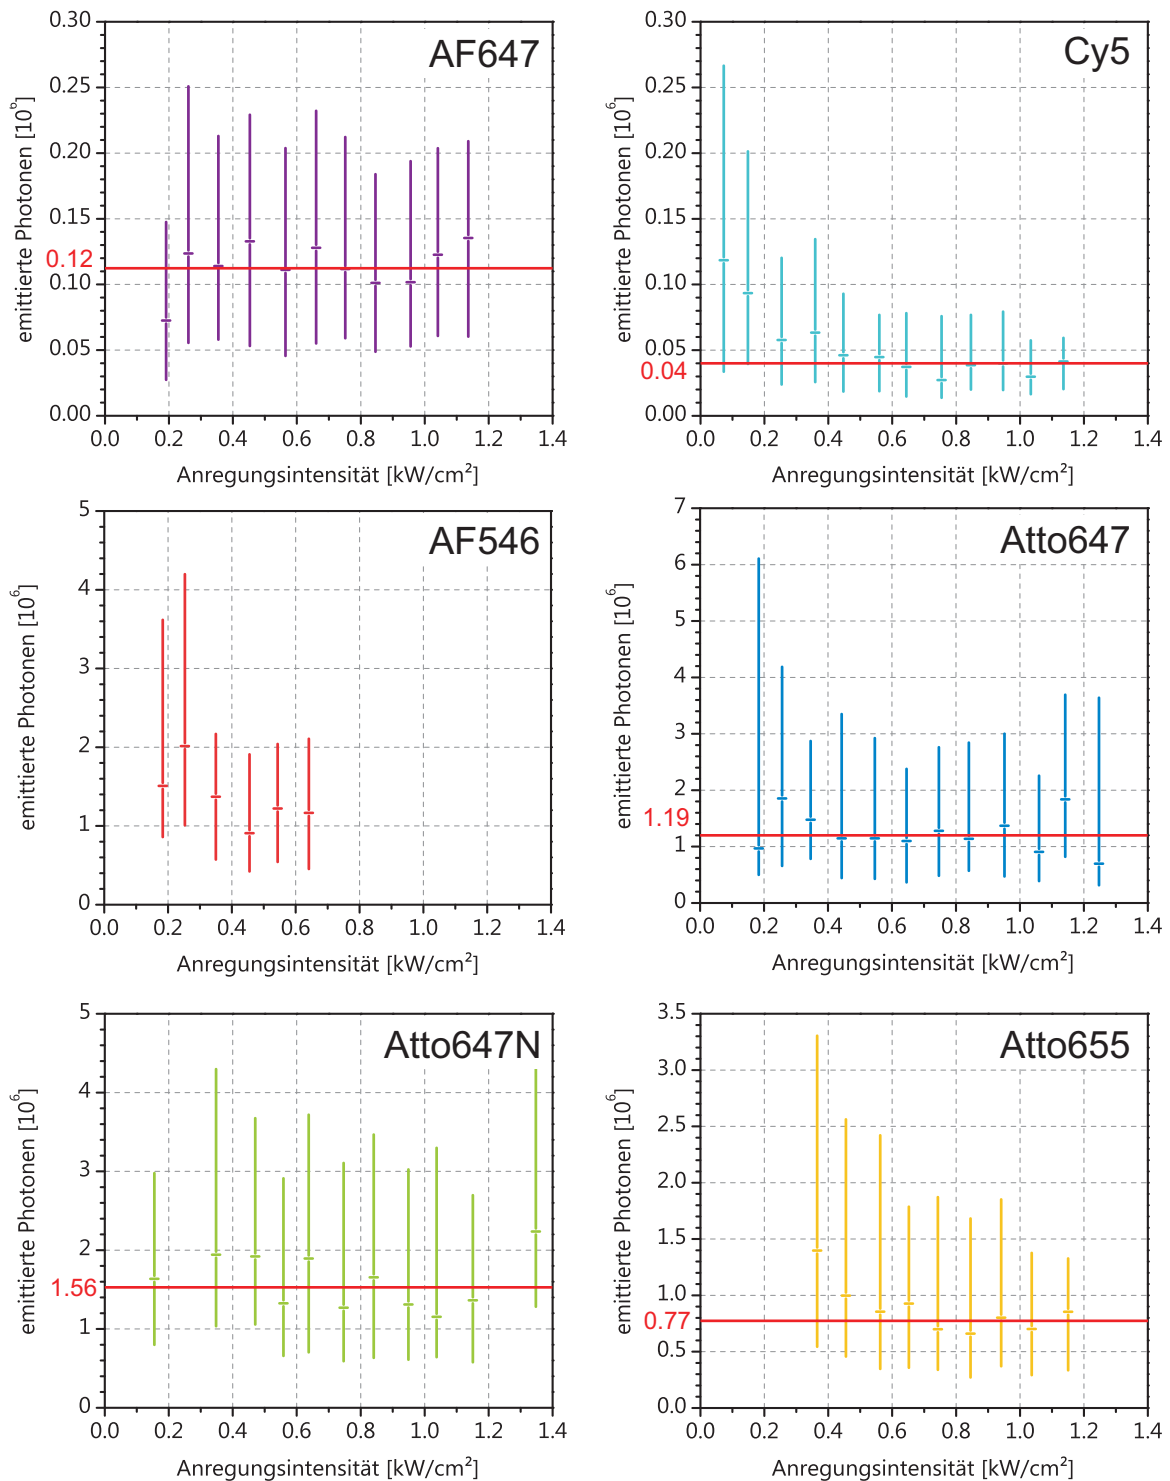 AF647
emittierte Photonen [10⁶]
0.30
0.25
0.20
0.15
0.12
0.10
0.05
0.00
0.0 0.2 0.4 0.6 0.8 1.0 1.2 1.4
Anregungsintensität [kW/cm²]
Cy5
emittierte Photonen [10⁶]
0.30
0.25
0.20
0.15
0.10
0.05
0.04
0.00
0.0 0.2 0.4 0.6 0.8 1.0 1.2 1.4
Anregungsintensität [kW/cm²]
AF546
emittierte Photonen [10⁶]
5
4
3
2
1
0
0.0 0.2 0.4 0.6 0.8 1.0 1.2 1.4
Anregungsintensität [kW/cm²]
Atto647
emittierte Photonen [10⁶]
7
6
5
4
3
2
1.19
1
0
0.0 0.2 0.4 0.6 0.8 1.0 1.2 1.4
Anregungsintensität [kW/cm²]
Atto647N
emittierte Photonen [10⁶]
5
4
3
2
1.56
1
0
0.0 0.2 0.4 0.6 0.8 1.0 1.2 1.4
Anregungsintensität [kW/cm²]
Atto655
emittierte Photonen [10⁶]
3.5
3.0
2.5
2.0
1.5
1.0
0.77
0.5
0.0
0.0 0.2 0.4 0.6 0.8 1.0 1.2 1.4
Anregungsintensität [kW/cm²]